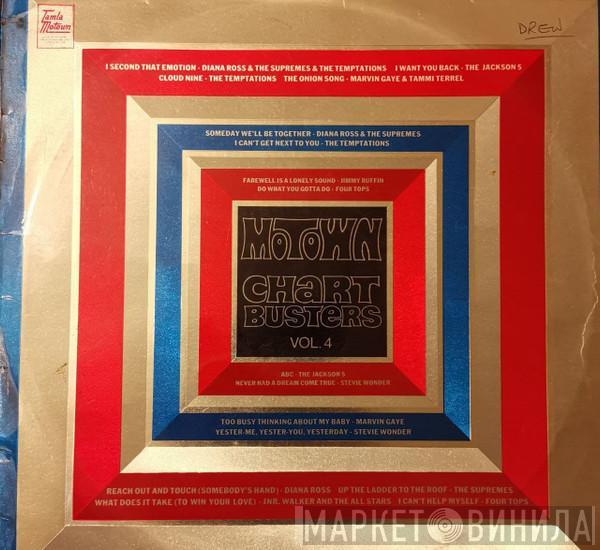 Tamla
Motown
DREW
I SECOND THAT EMOTION - DIANA ROSS & THE SUPREMES & THE TEMPTATIONS I WANT YOU BACK - THE JACKSON 5
CLOUD NINE - THE TEMPTATIONS THE ONION SONG - MARVIN GAYE & TAMMI TERREL
SOMEDAY WE'LL BE TOGETHER - DIANA ROSS & THE SUPREMES
I CAN'T GET NEXT TO YOU - THE TEMPTATIONS
FAREWELL IS A LONELY SOUND - JIMMY RUFFIN
DO WHAT YOU GOTTA DO - FOUR TOPS
MOTOWN
CHART
BUSTERS
VOL. 4
ABC - THE JACKSON 5
NEVER HAD A DREAM COME TRUE - STEVIE WONDER
TOO BUSY THINKING ABOUT MY BABY - MARVIN GAYE
YESTER-ME, YESTER-YOU, YESTERDAY - STEVIE WONDER
REACH OUT AND TOUCH (SOMEBODY'S HAND) - DIANA ROSS UP THE LADDER TO THE ROOF - THE SUPREMES
WHAT DOES IT TAKE (TO WIN YOUR LOVE) - JNR. WALKER AND THE ALL STARS I CAN'T HELP MYSELF - FOUR TOPS
МАРКЕТ ВИНИЛА